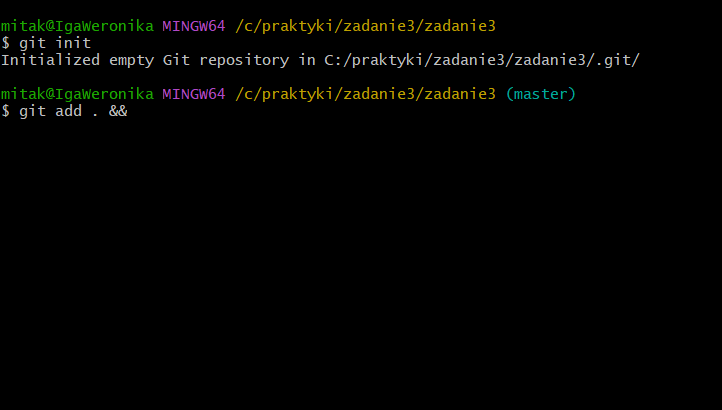 mitak@IgaWeronika MINGW64 /c/praktyki/zadanie3/zadanie3
$ git init
Initialized empty Git repository in C:/praktyki/zadanie3/zadanie3/.git/
mitak@IgaWeronika MINGW64 /c/praktyki/zadanie3/zadanie3 (master)
$ git add . &&